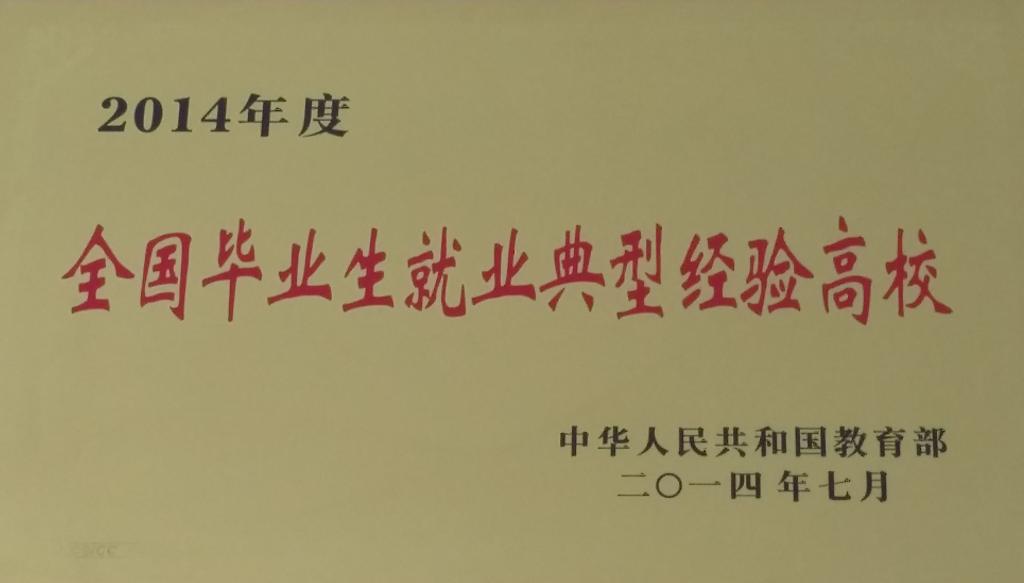 2014年度
全国毕业生就业典型经验高校
中华人民共和国教育部
二〇一四年七月